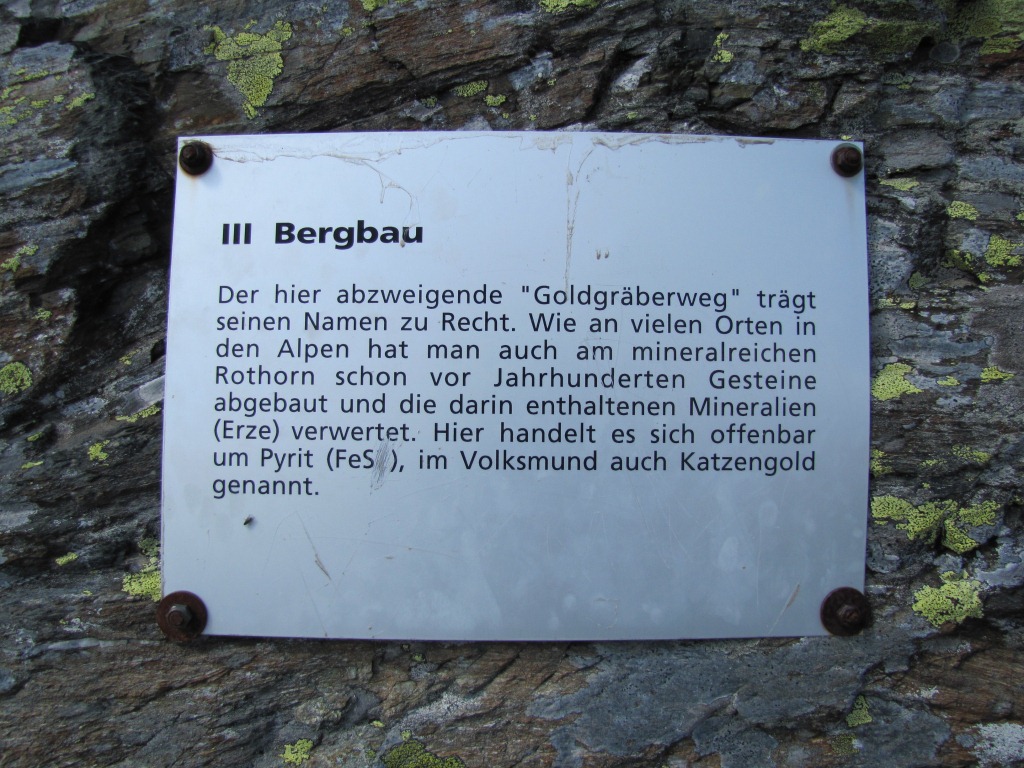 III Bergbau
Der hier abzweigende "Goldgräberweg" trägt
seinen Namen zu Recht. Wie an vielen Orten in
den Alpen hat man auch am mineralreichen
Rothorn schon vor Jahrhunderten Gesteine
abgebaut und die darin enthaltenen Mineralien
(Erze) verwertet. Hier handelt es sich offenbar
um Pyrit (FeS ), im Volksmund auch Katzengold
genannt.